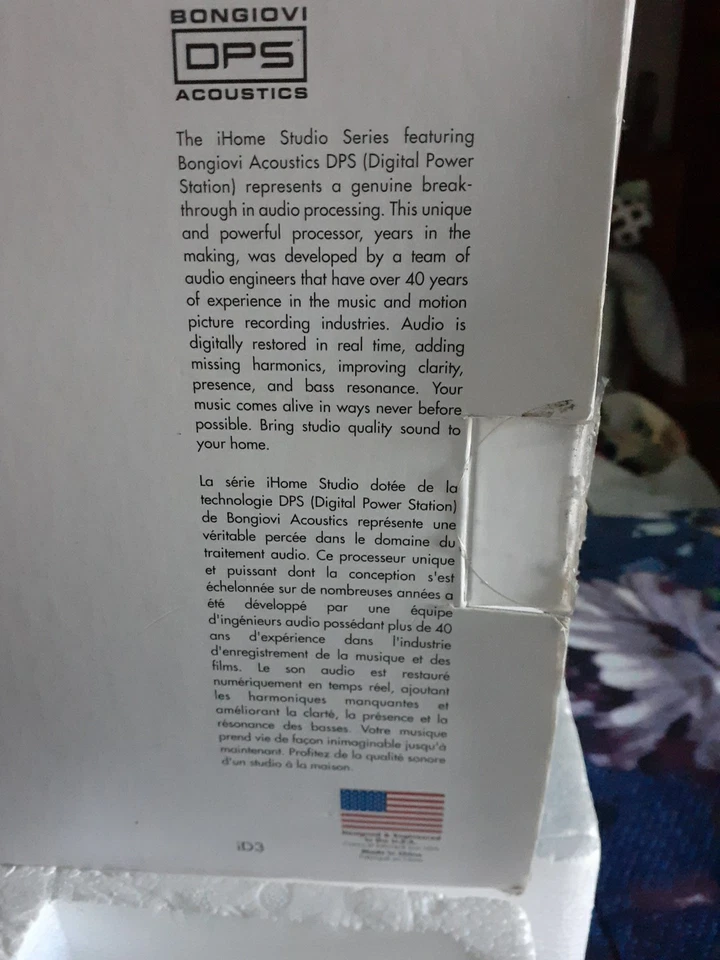 BONGIOVI
DPS
ACOUSTICS
The iHome Studio Series featuring
Bongiovi Acoustics DPS (Digital Power
Station) represents a genuine break-
through in audio processing. This unique
and powerful processor, years in the
making, was developed by a team of
audio engineers that have over 40 years
of experience in the music and motion
picture recording industries. Audio is
digitally restored in real time, adding
missing harmonics, improving clarity,
presence, and bass resonance. Your
music comes alive in ways never before
possible. Bring studio quality sound to
your home.
La série iHome Studio dotée de la
technologie DPS (Digital Power Station)
de Bongiovi Acoustics représente une
véritable percée dans le domaine du
traitement audio. Ce processeur unique
et puissant dont la conception s'est
échelonnée sur de nombreuses années a
été développé par une équipe
d'ingénieurs audio possédant plus de 40
ans d'expérience dans l'industrie
d'enregistrement de la musique et des
films. Le son audio est restauré
numériquement en temps réel, ajoutant
les harmoniques manquantes et
améliorant la clarté, la présence et la
résonance des basses. Votre musique
prend vie de façon inimaginable jusqu'à
maintenant. Profitez de la qualité sonore
d'un studio à la maison.
Designed & Engineered
in the U.S.A.
Made in China
iD3